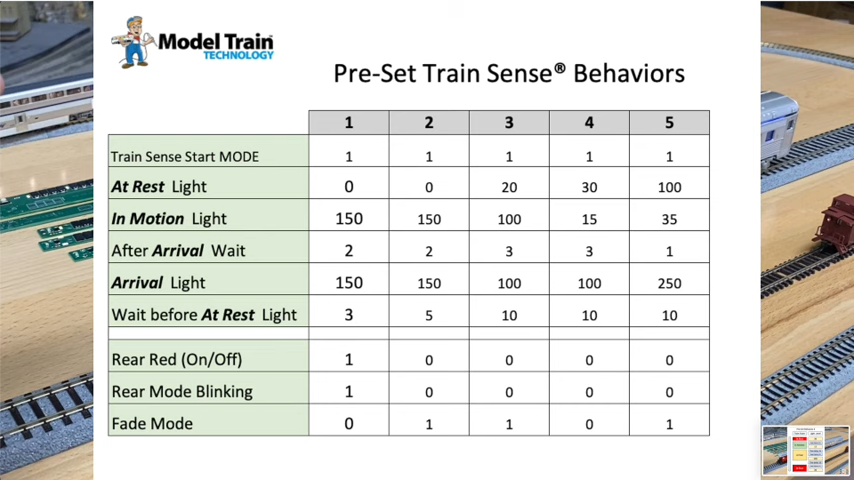 Model Train
TECHNOLOGY
Pre-Set Train Sense® Behaviors
1 2 3 4 5
Train Sense Start MODE 1 1 1 1 1
At Rest Light 0 0 20 30 100
In Motion Light 150 150 100 15 35
After Arrival Wait 2 2 3 3 1
Arrival Light 150 150 100 100 250
Wait before At Rest Light 3 5 10 10 10
Rear Red (On/Off) 1 0 0 0 0
Rear Mode Blinking 1 0 0 0 0
Fade Mode 0 1 1 0 1